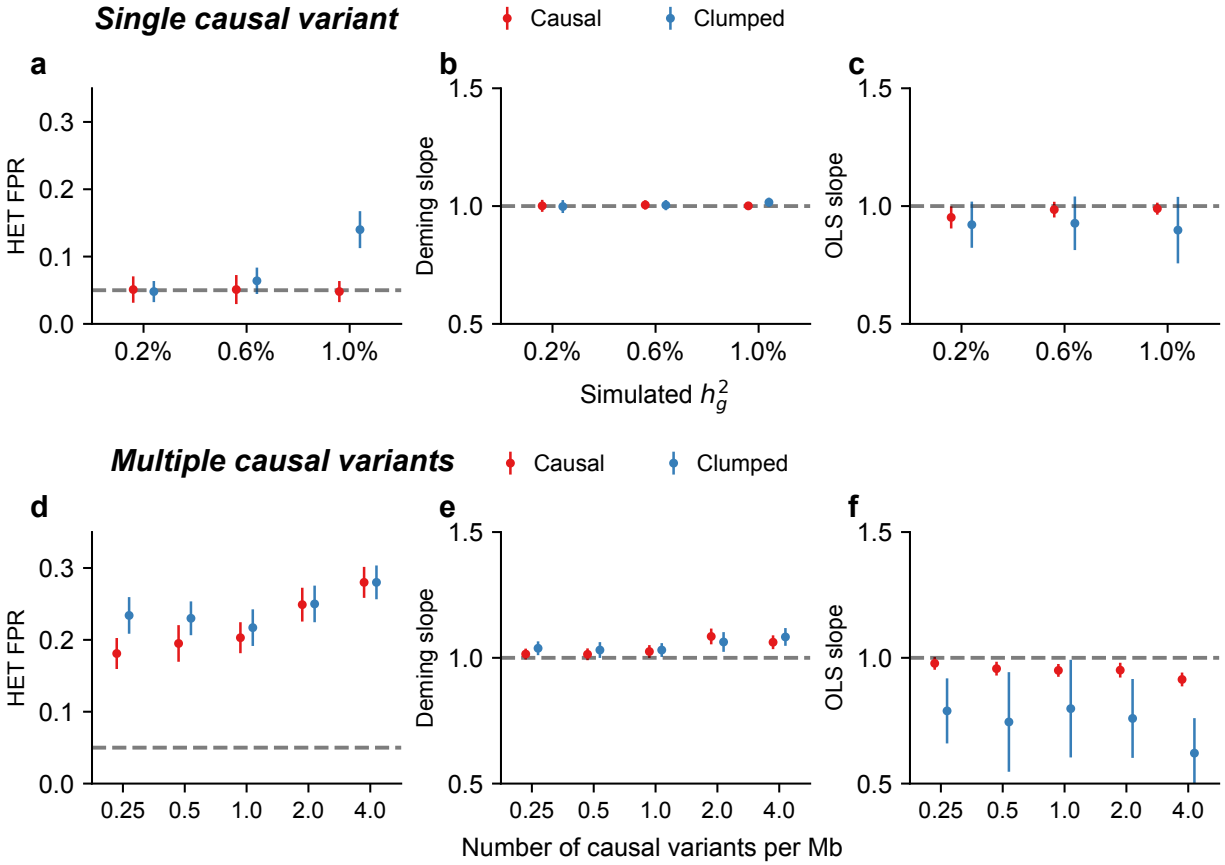 Single causal variant
Causal
Clumped
a
HET FPR
0.3
0.2
0.1
0.0
0.2%
0.6%
1.0%
b
Deming slope
1.5
1.0
0.5
0.2%
0.6%
1.0%
c
OLS slope
1.5
1.0
0.5
0.2%
0.6%
1.0%
Simulated h_g^2
Multiple causal variants
Causal
Clumped
d
HET FPR
0.3
0.2
0.1
0.0
0.25
0.5
1.0
2.0
4.0
e
Deming slope
1.5
1.0
0.5
0.25
0.5
1.0
2.0
4.0
f
OLS slope
1.5
1.0
0.5
0.25
0.5
1.0
2.0
4.0
Number of causal variants per Mb